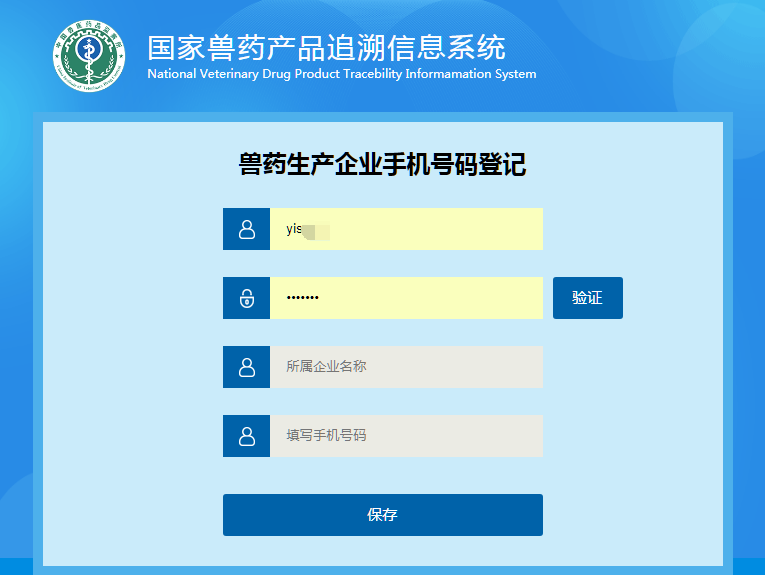 国家兽药产品追溯信息系统
National Veterinary Drug Product Tracebility Informamation System
兽药生产企业手机号码登记
yis
•••••••
验证
所属企业名称
填写手机号码
保存